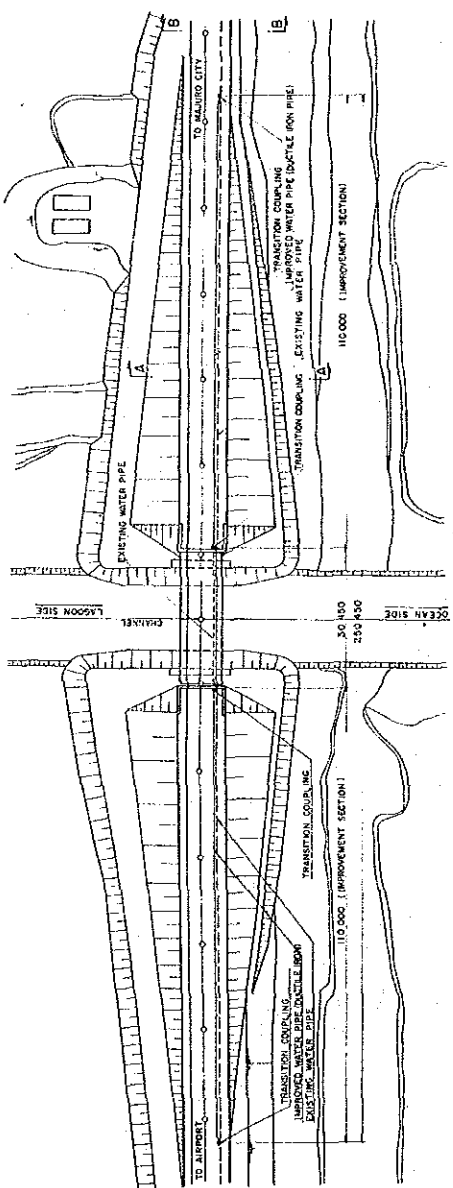 B
B
TO MAJURO CITY
TRANSITION COUPLING
IMPROVED WATER PIPE (DUCTILE IRON PIPE)
EXISTING WATER PIPE
TRANSITION COUPLING
110.000 (IMPROVEMENT SECTION)
A
A
EXISTING WATER PIPE
LAGOON SIDE
CHANNEL
30 450
250 450
OCEAN SIDE
TRANSITION COUPLING
110,000 (IMPROVEMENT SECTION)
TRANSITION COUPLING
IMPROVED WATER PIPE (DUCTILE IRON)
EXISTING WATER PIPE
TO AIRPORT